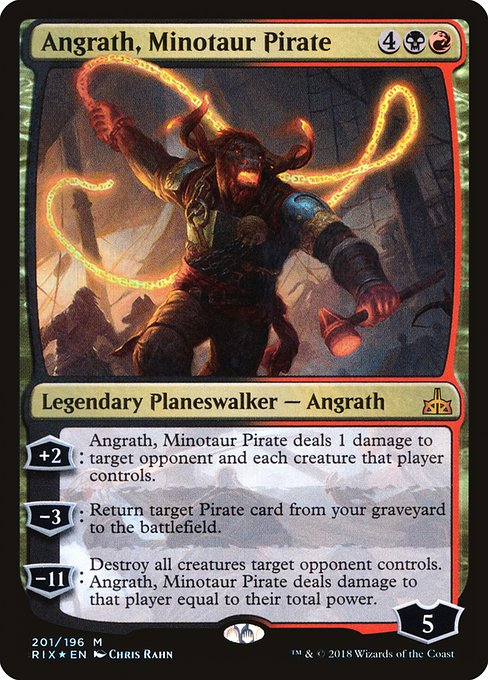 Angrath, Minotaur Pirate 4
Legendary Planeswalker — Angrath
+2: Angrath, Minotaur Pirate deals 1 damage to
target opponent and each creature that player
controls.
−3: Return target Pirate card from your graveyard
to the battlefield.
−11: Destroy all creatures target opponent controls.
Angrath, Minotaur Pirate deals damage to
that player equal to their total power.
5
201/196 M
RIX★EN Chris Rahn
™ & © 2018 Wizards of the Coast